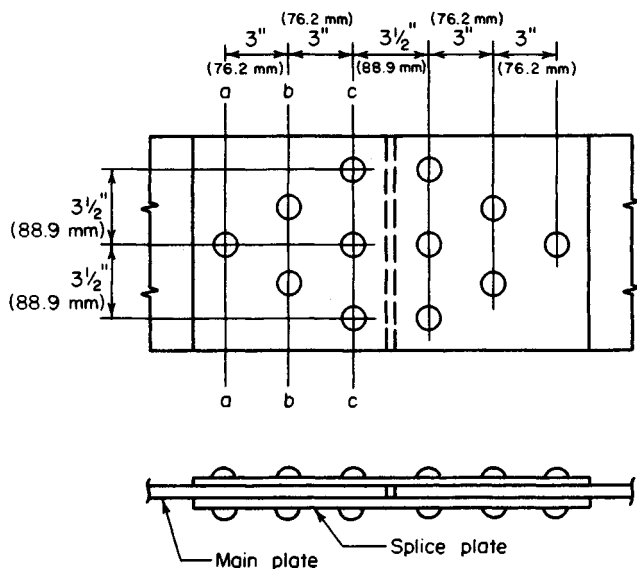 (76.2 mm) (76.2 mm)
3" 3" 3½" 3" 3"
(76.2 mm) (88.9 mm) (76.2 mm)
a b c
3½"
(88.9 mm)
3½"
(88.9 mm)
a b c
Main plate
Splice plate